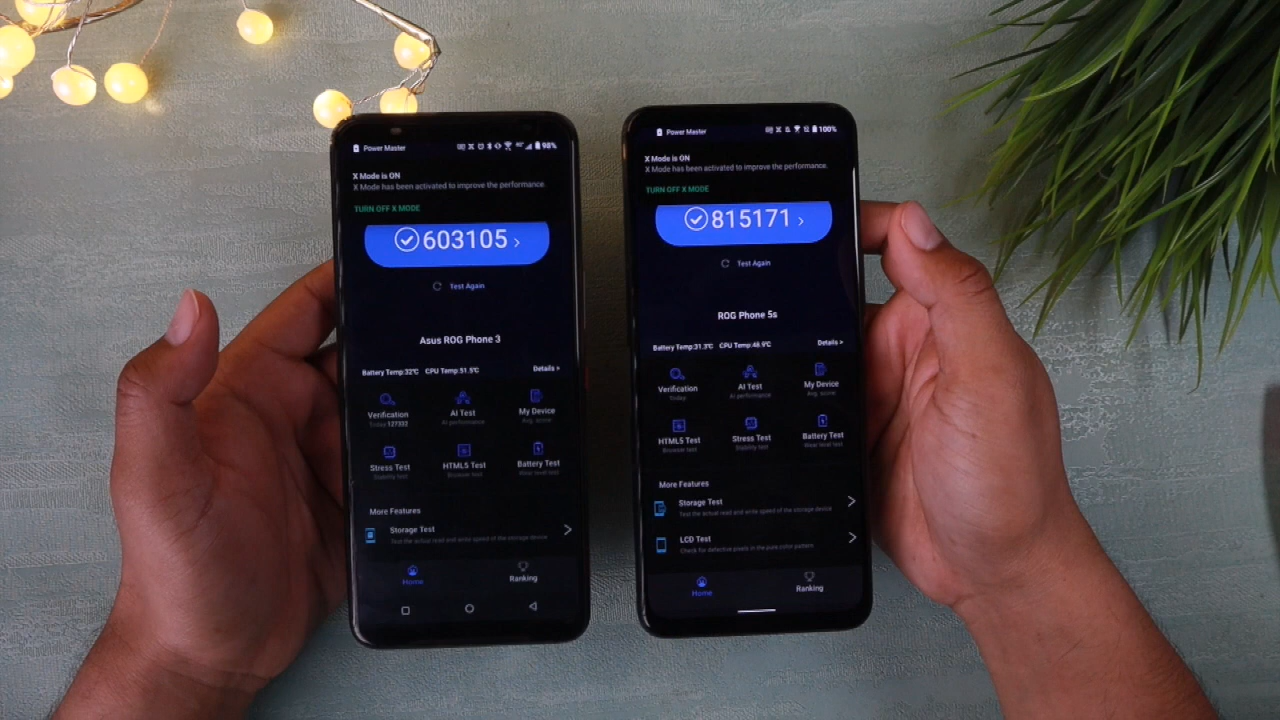 Power Master
98%
X Mode is ON
X Mode has been activated to improve the performance.
TURN OFF X MODE
603105 >
Test Again
Asus ROG Phone 3
Battery Temp:32℃ CPU Temp:51.5℃ Details >
Verification AI Test My Device
Today:127332 AI performance Avg. score
Stress Test HTML5 Test Battery Test
Stability test Browser test Wear level test
More Features
Storage Test
Test the actual read and write speed of the storage device
Home Ranking
Power Master
100%
X Mode is ON
X Mode has been activated to improve the performance.
TURN OFF X MODE
815171 >
Test Again
ROG Phone 5s
Battery Temp:31.3℃ CPU Temp:48.9℃ Details >
Verification AI Test My Device
Today AI performance Avg. score
HTML5 Test Stress Test Battery Test
Browser test Stability test Wear level test
More Features
Storage Test
Test the actual read and write speed of the storage device
LCD Test
Check for defective pixels in the pure color pattern
Home Ranking